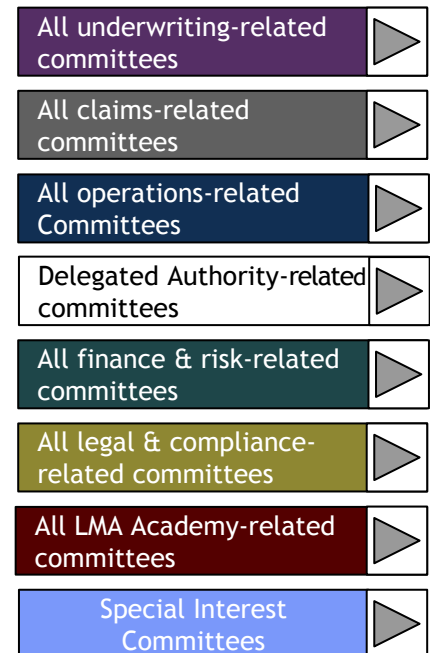 All underwriting-related
committees
All claims-related
committees
All operations-related
Committees
Delegated Authority-related
committees
All finance & risk-related
committees
All legal & compliance-
related committees
All LMA Academy-related
committees
Special Interest
Committees